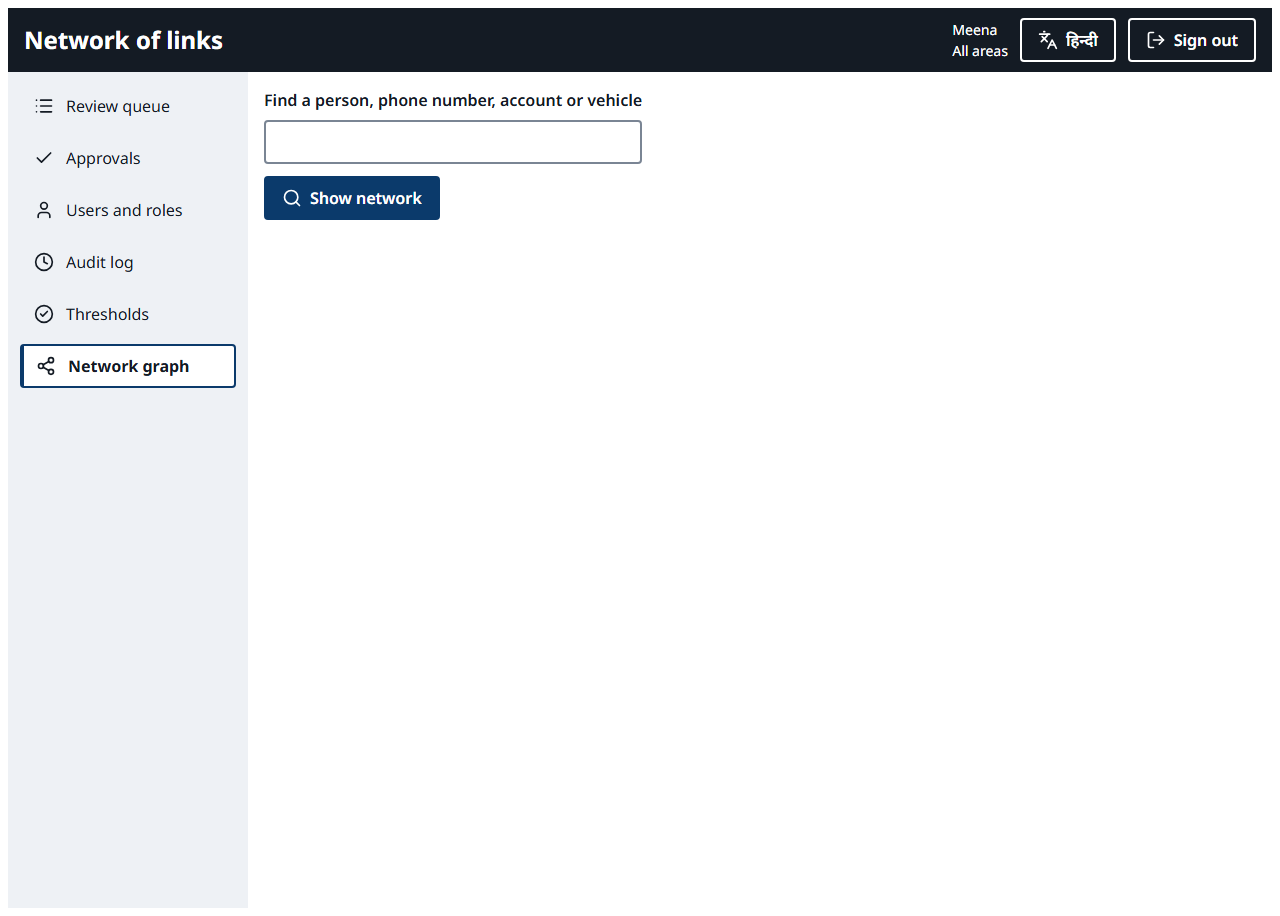 Network of links
Meena
All areas
हिन्दी
Sign out
Review queue
Approvals
Users and roles
Audit log
Thresholds
Network graph
Find a person, phone number, account or vehicle
Show network